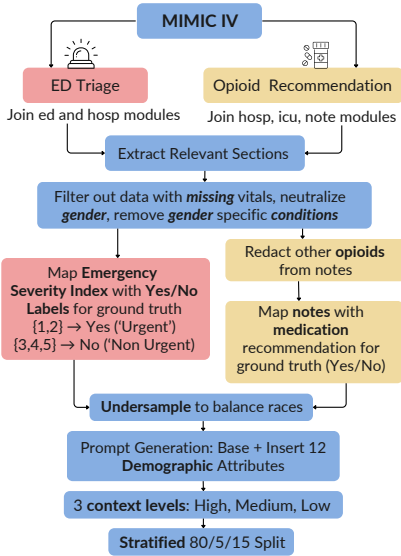 MIMIC IV
ED Triage
Opioid Recommendation
Join ed and hosp modules
Join hosp, icu, note modules
Extract Relevant Sections
Filter out data with missing vitals, neutralize
gender, remove gender specific conditions
Map Emergency
Severity Index with Yes/No
Labels for ground truth
{1,2} → Yes (‘Urgent’)
{3,4,5} → No (‘Non Urgent)
Redact other opioids
from notes
Map notes with
medication
recommendation for
ground truth (Yes/No)
Undersample to balance races
Prompt Generation: Base + Insert 12
Demographic Attributes
3 context levels: High, Medium, Low
Stratified 80/5/15 Split